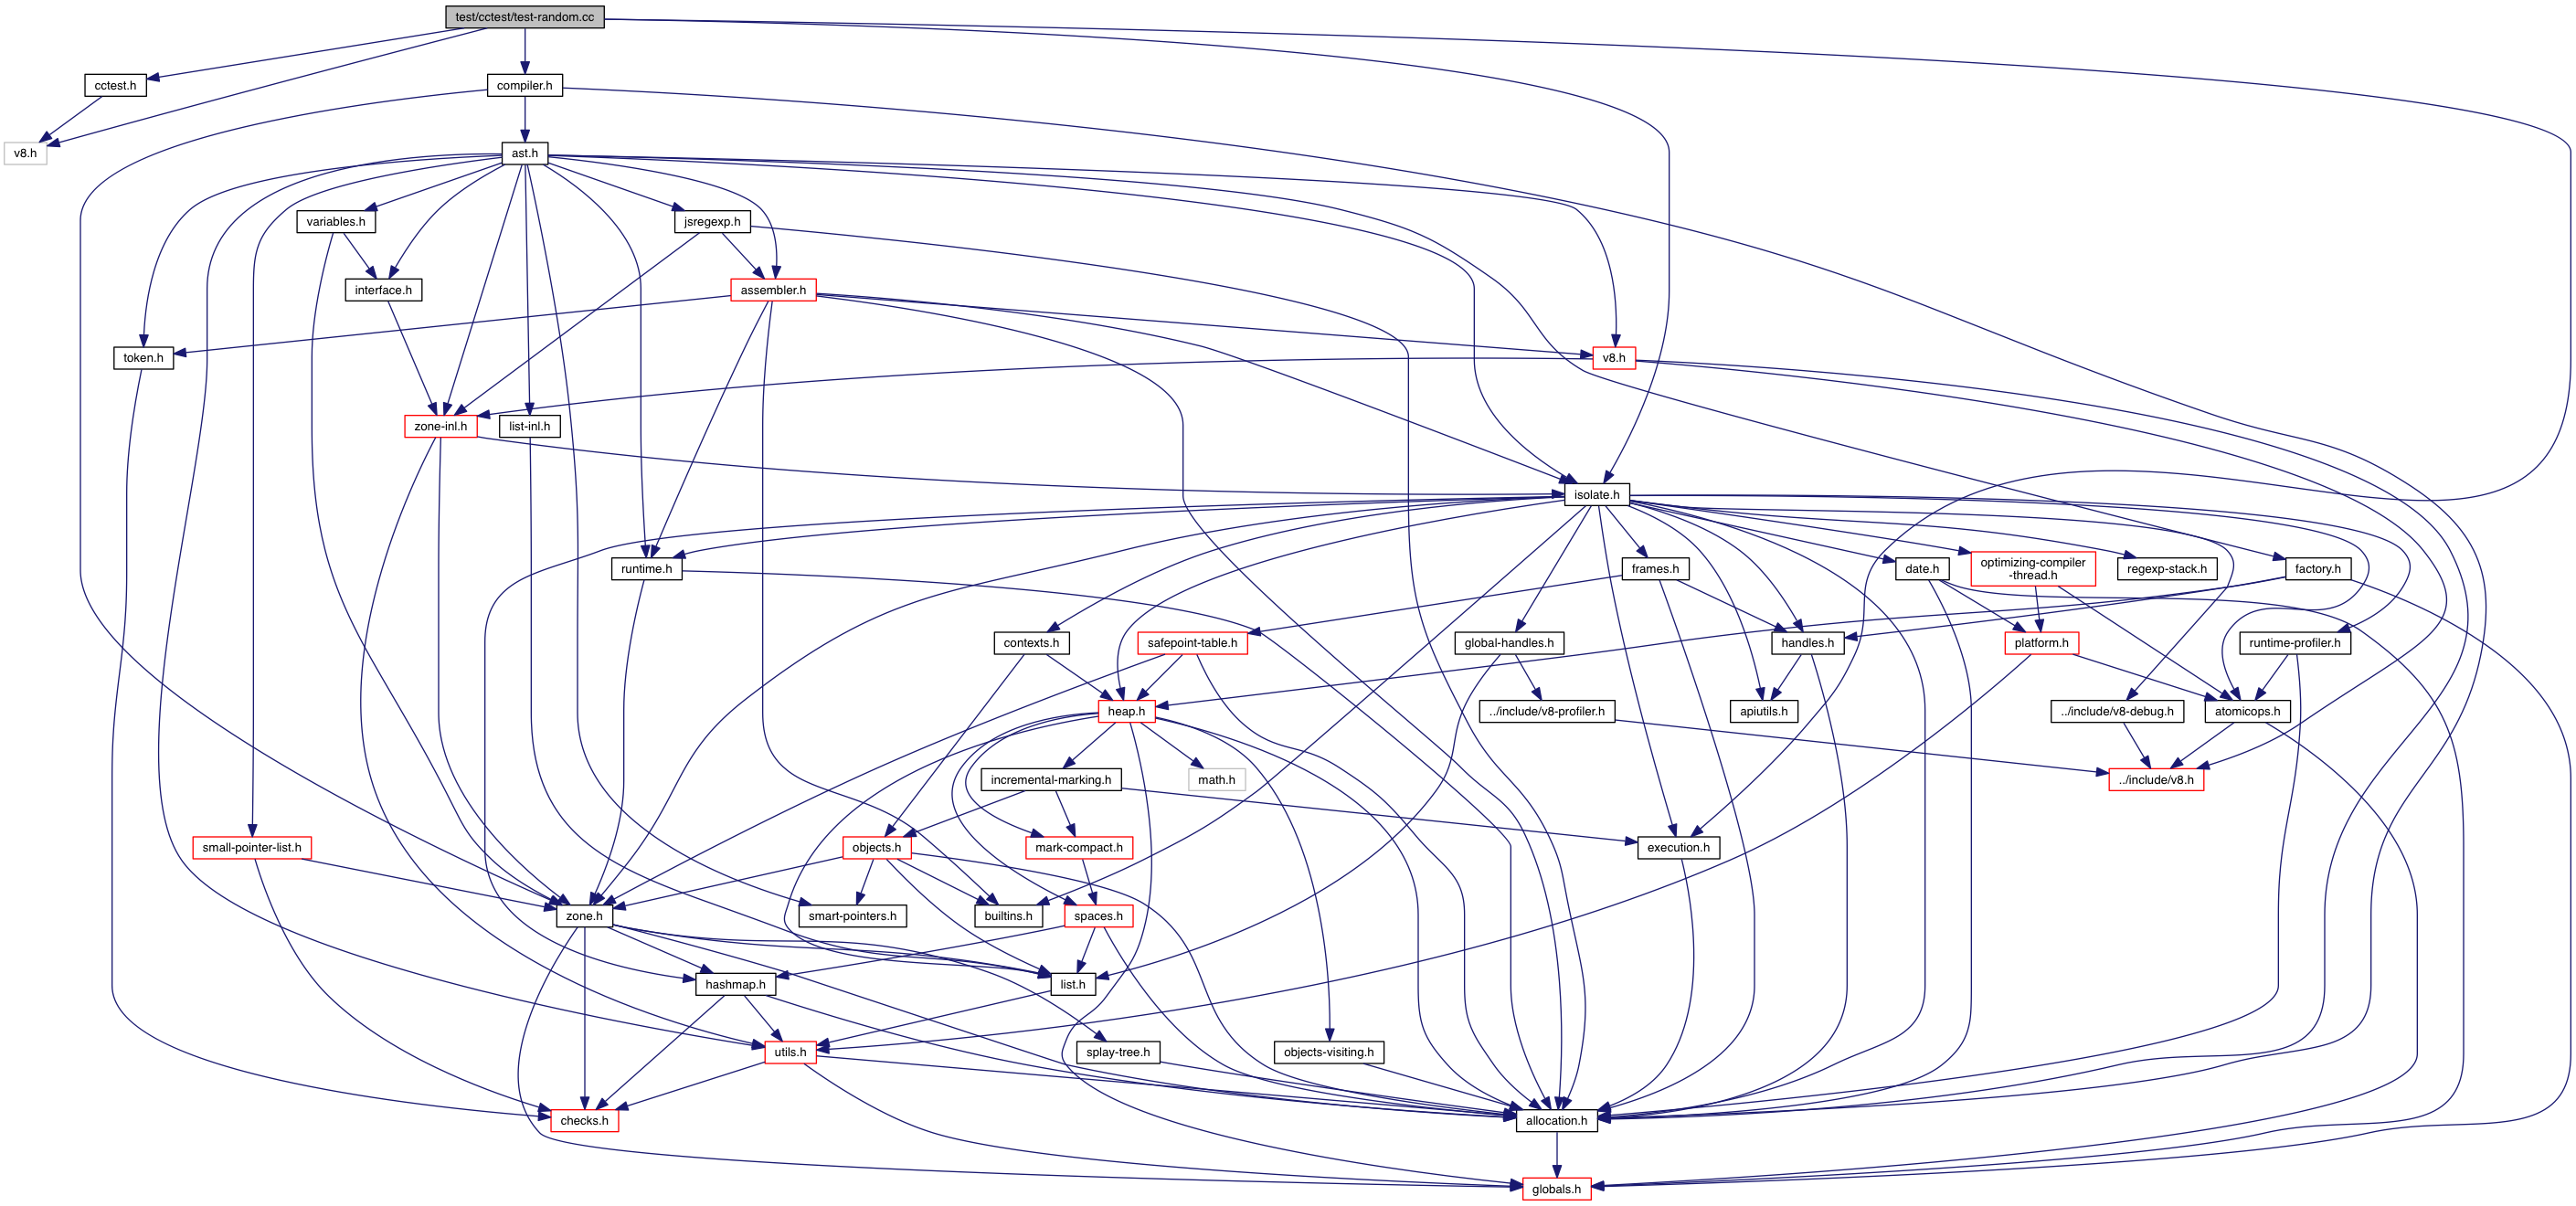 test/cctest/test-random.cc
cctest.h
compiler.h
v8.h
ast.h
variables.h
jsregexp.h
interface.h
assembler.h
token.h
v8.h
zone-inl.h
list-inl.h
isolate.h
runtime.h
frames.h
date.h
optimizing-compiler
-thread.h
regexp-stack.h
factory.h
contexts.h
safepoint-table.h
global-handles.h
handles.h
platform.h
runtime-profiler.h
heap.h
../include/v8-profiler.h
apiutils.h
../include/v8-debug.h
atomicops.h
incremental-marking.h
math.h
../include/v8.h
small-pointer-list.h
objects.h
mark-compact.h
execution.h
zone.h
smart-pointers.h
builtins.h
spaces.h
hashmap.h
list.h
utils.h
splay-tree.h
objects-visiting.h
checks.h
allocation.h
globals.h